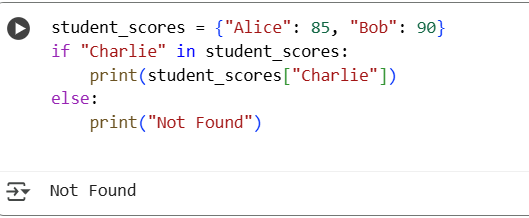 student_scores = {"Alice": 85, "Bob": 90}
if "Charlie" in student_scores:
    print(student_scores["Charlie"])
else:
    print("Not Found")
Not Found